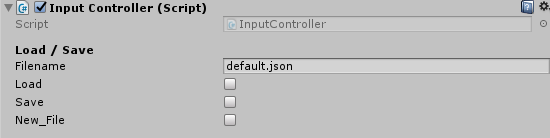 Input Controller (Script)
Script InputController
Load / Save
Filename default.json
Load
Save
New_File